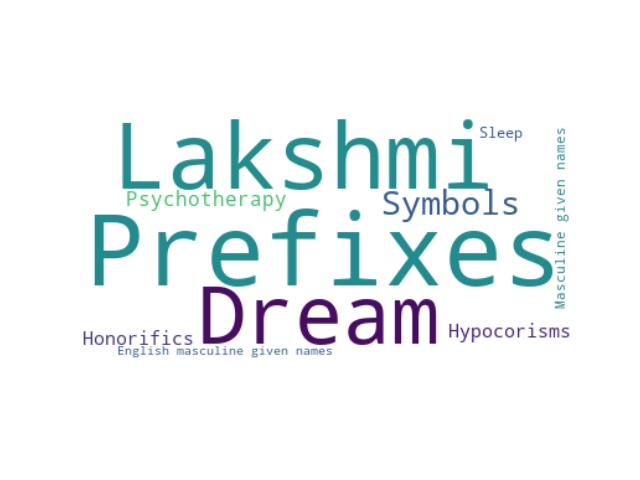 Lakshmi
Sleep
Psychotherapy
Symbols
Prefixes
Masculine given names
Dream
Honorifics
Hypocorisms
English masculine given names